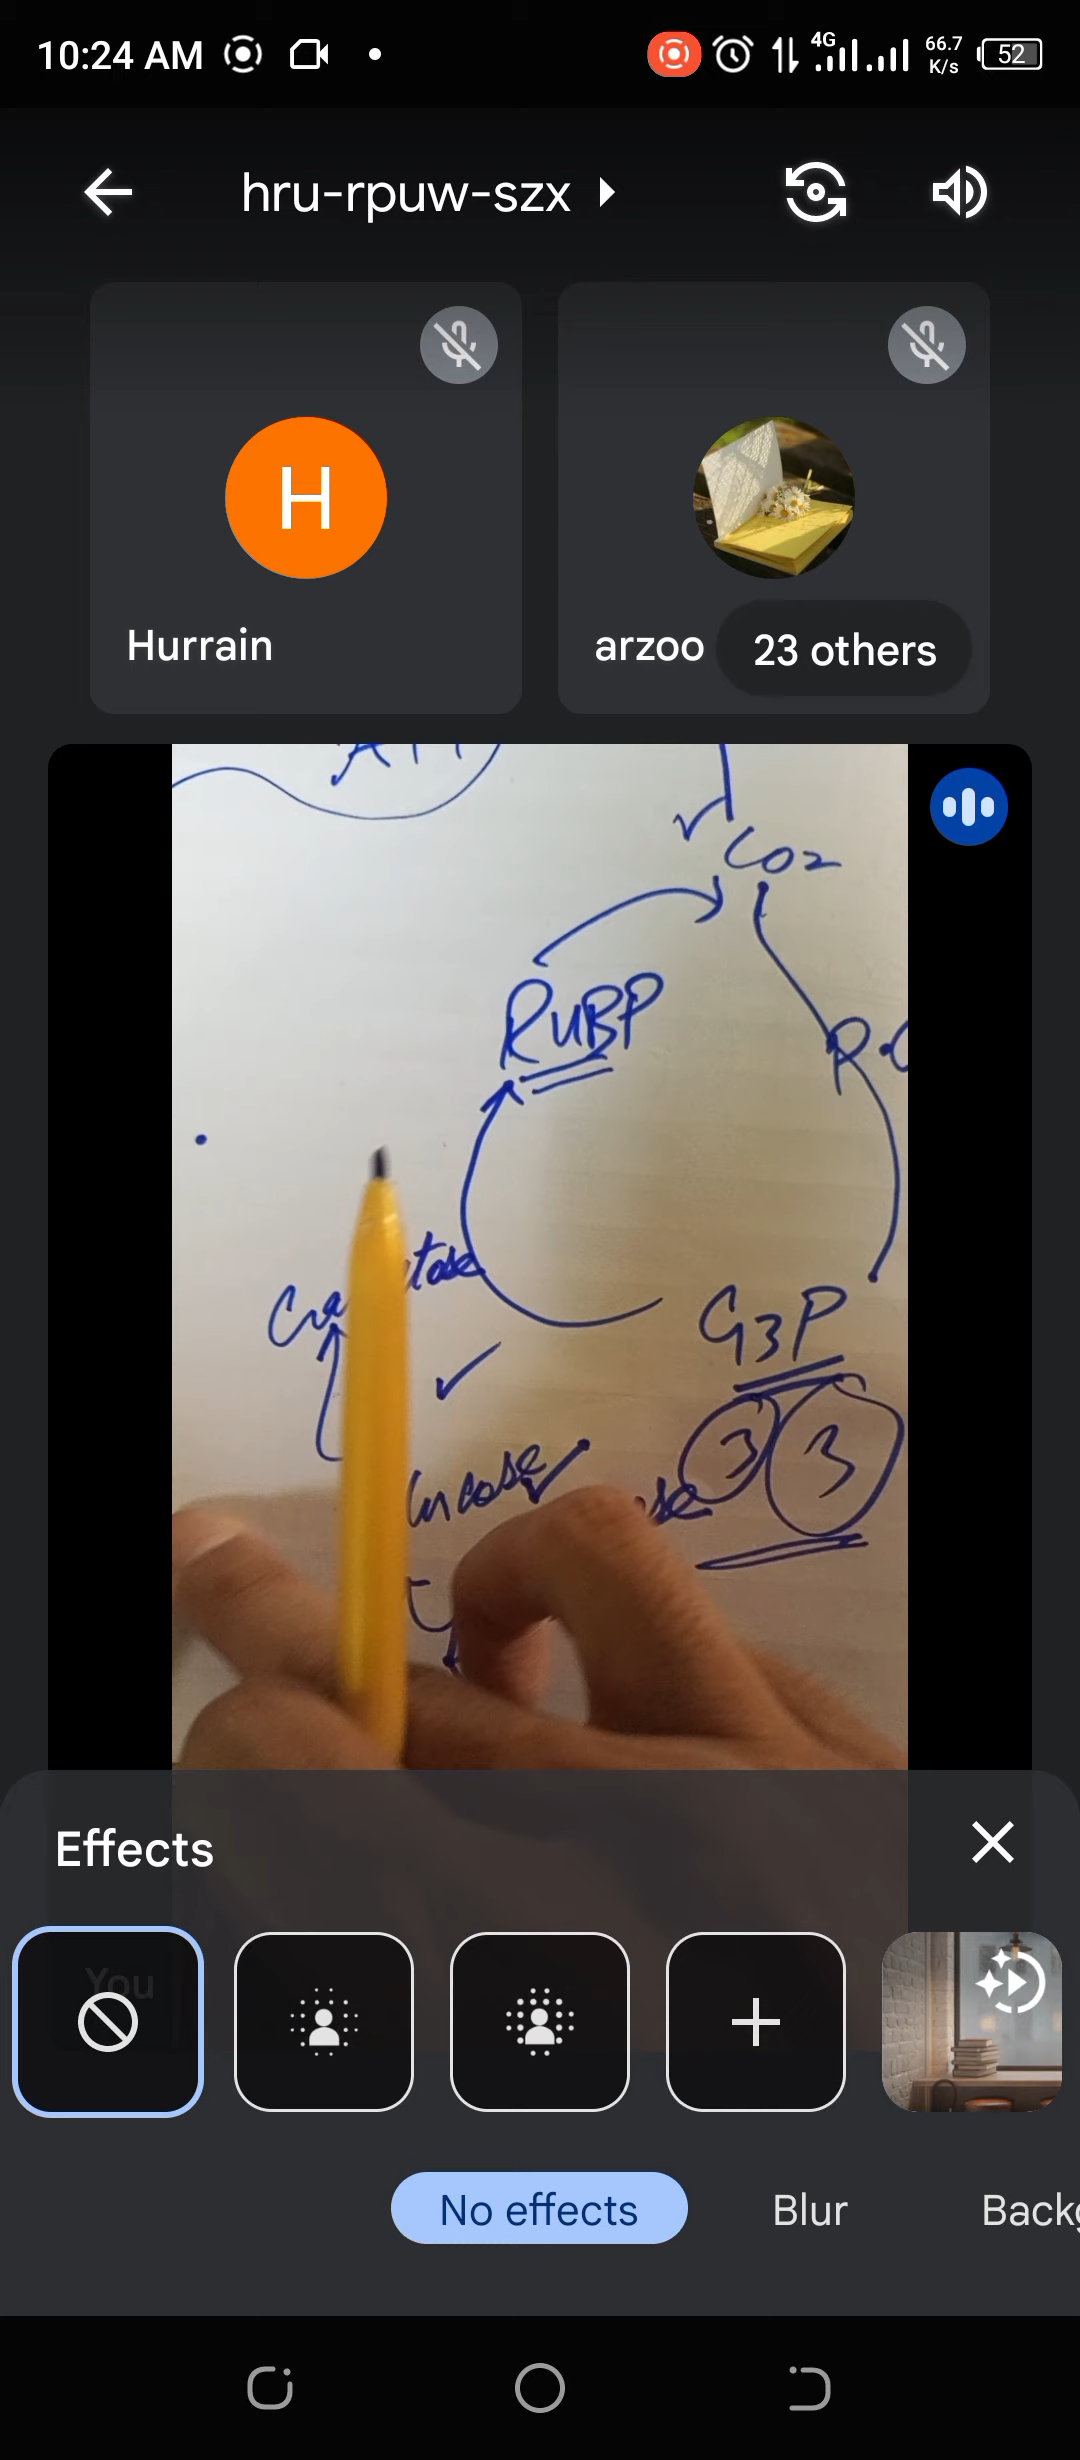 10:24 AM 4G 66.7 K/s 52
hru-rpuw-szx
H
Hurrain
arzoo 23 others
CO2
RUBP
G3P
3 3
Effects
You
No effects Blur